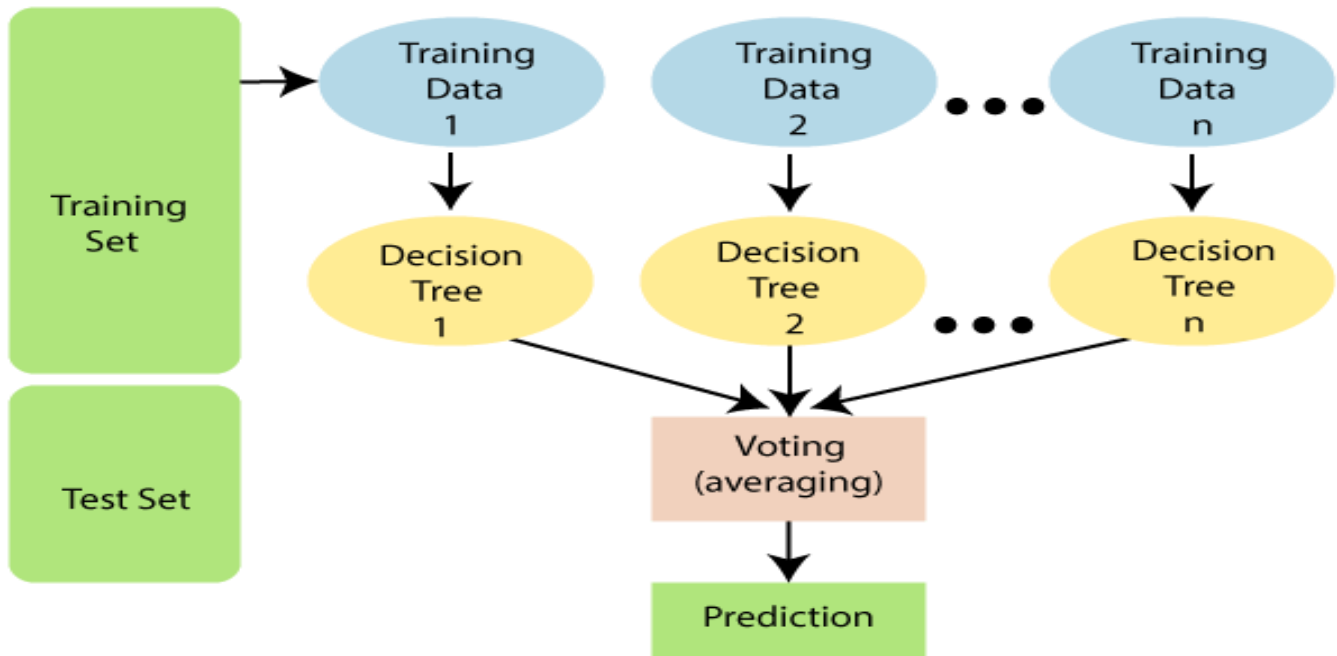 Training
Set
Test Set
Training
Data
1
Training
Data
2
Training
Data
n
Decision
Tree
1
Decision
Tree
2
Decision
Tree
n
Voting
(averaging)
Prediction